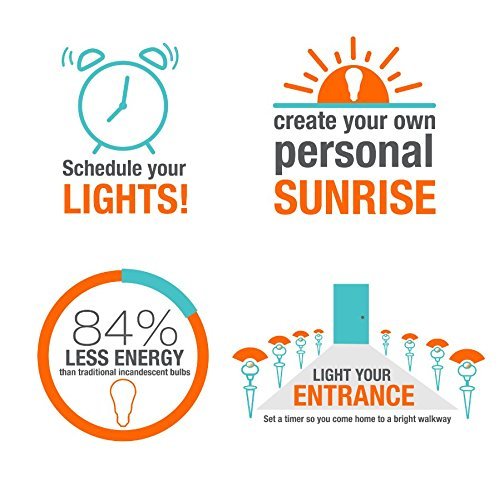 Schedule your
LIGHTS!
create your own
personal
SUNRISE
84%
LESS ENERGY
than traditional incandescent bulbs
LIGHT YOUR
ENTRANCE
Set a timer so you come home to a bright walkway